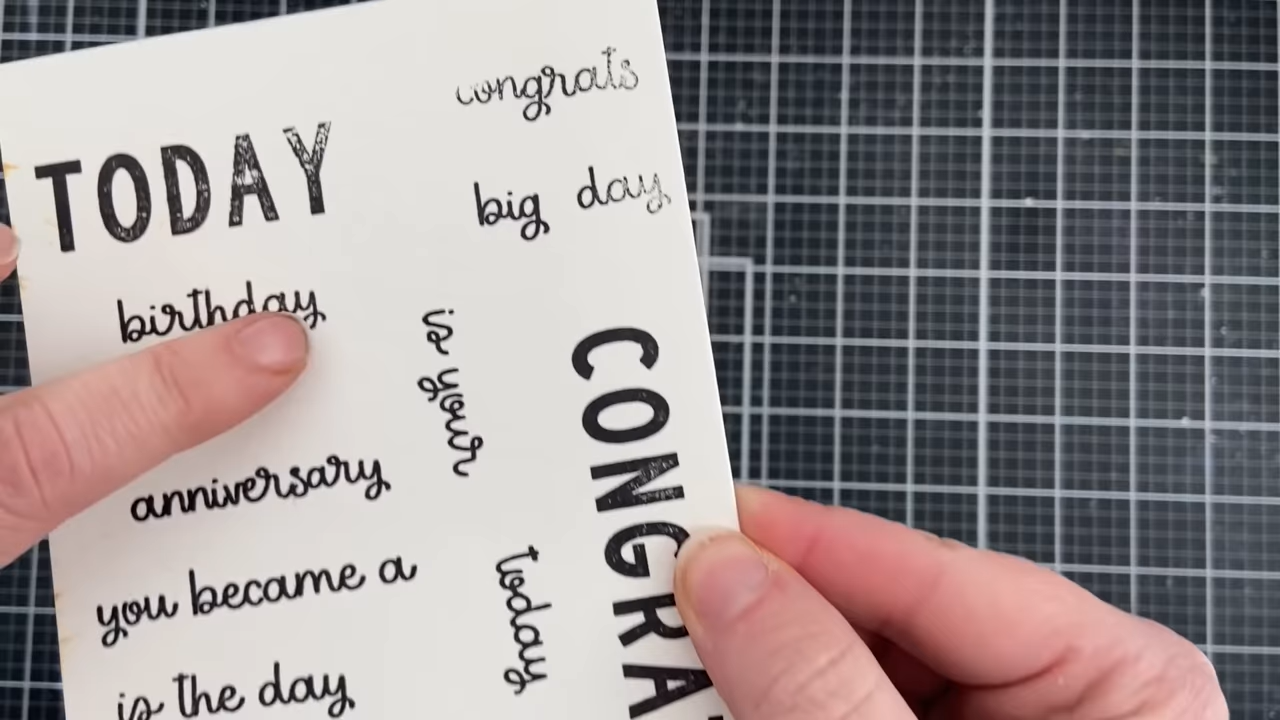 congrats
TODAY
big day
birthday
is your
CONGRA
anniversary
today
you became a
is the day